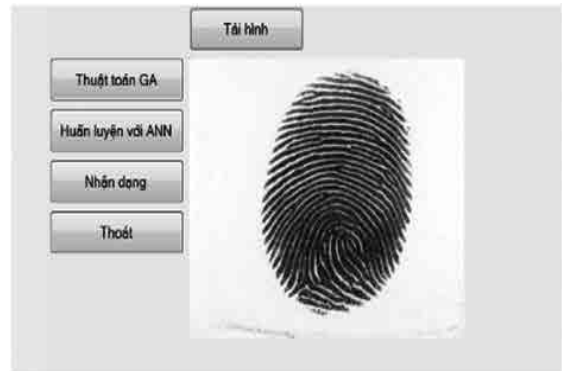 Tải hình
Thuật toán GA
Huấn luyện với ANN
Nhận dạng
Thoát